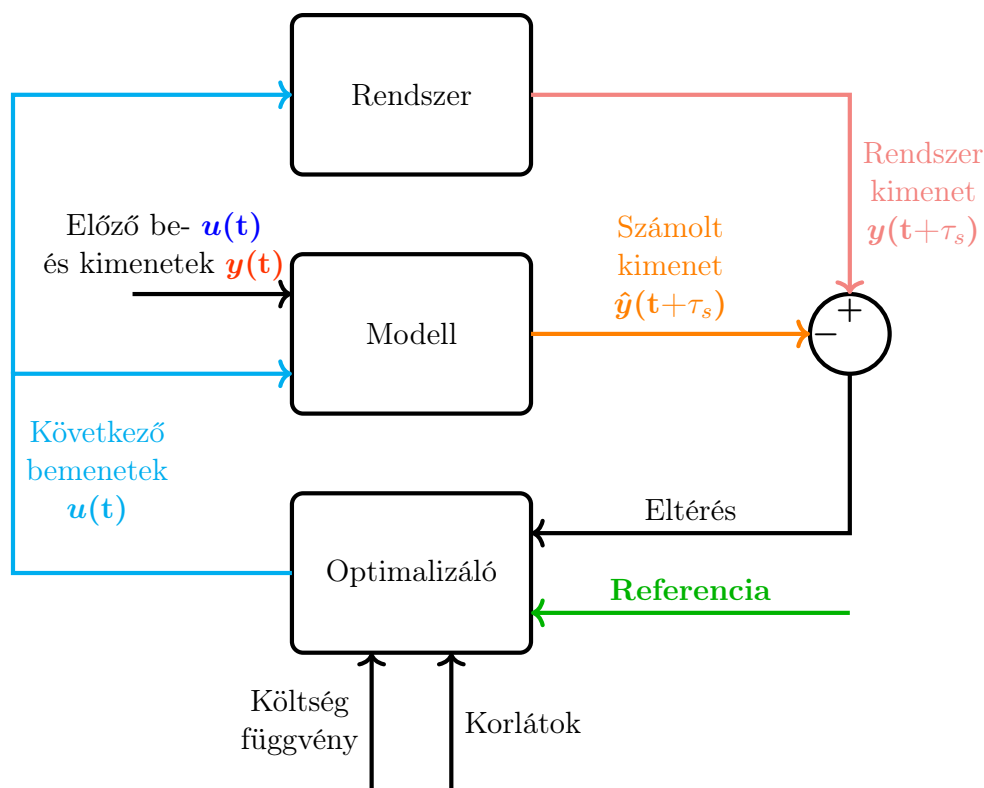 Rendszer
Rendszer
kimenet
y(t+τₛ)
Előző be- u(t)
és kimenetek y(t)
Számolt
kimenet
ŷ(t+τₛ)
+
−
Modell
Következő
bemenetek
u(t)
Eltérés
Optimalizáló
Referencia
Költség
függvény
Korlátok